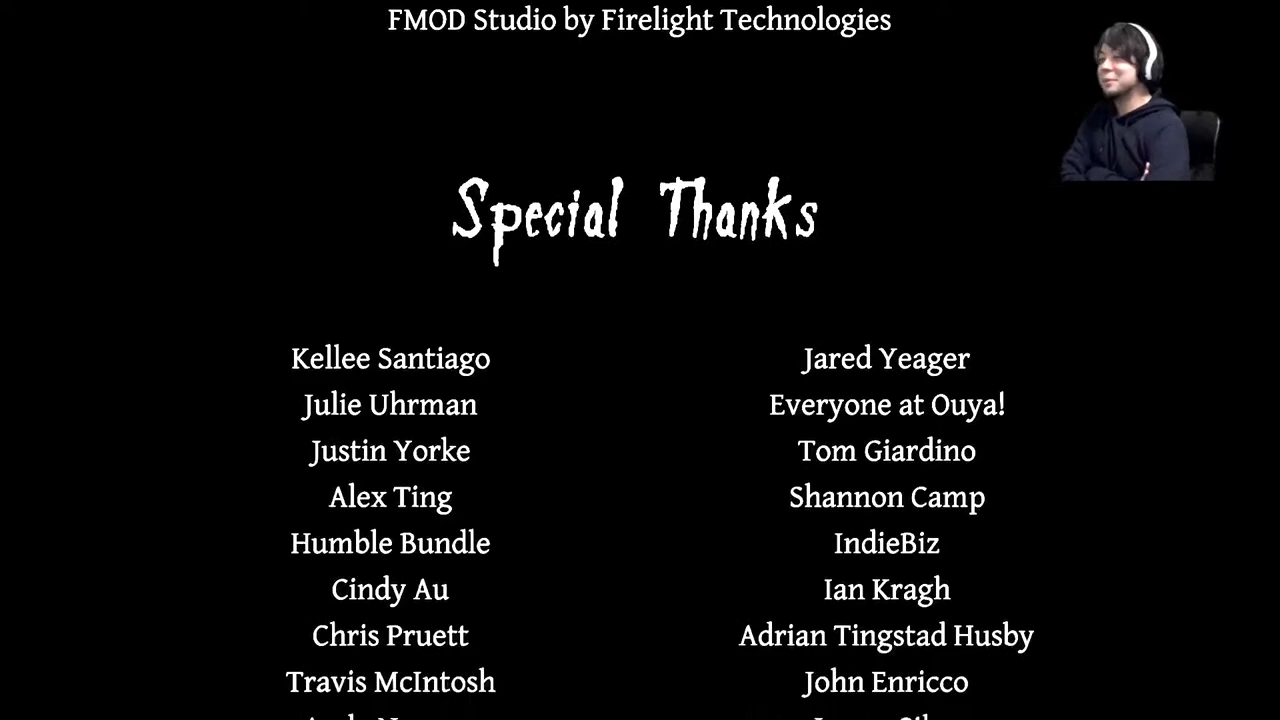 FMOD Studio by Firelight Technologies
Special Thanks
Kellee Santiago
Jared Yeager
Julie Uhrman
Everyone at Ouya!
Justin Yorke
Tom Giardino
Alex Ting
Shannon Camp
Humble Bundle
IndieBiz
Cindy Au
Ian Kragh
Chris Pruett
Adrian Tingstad Husby
Travis McIntosh
John Enricco